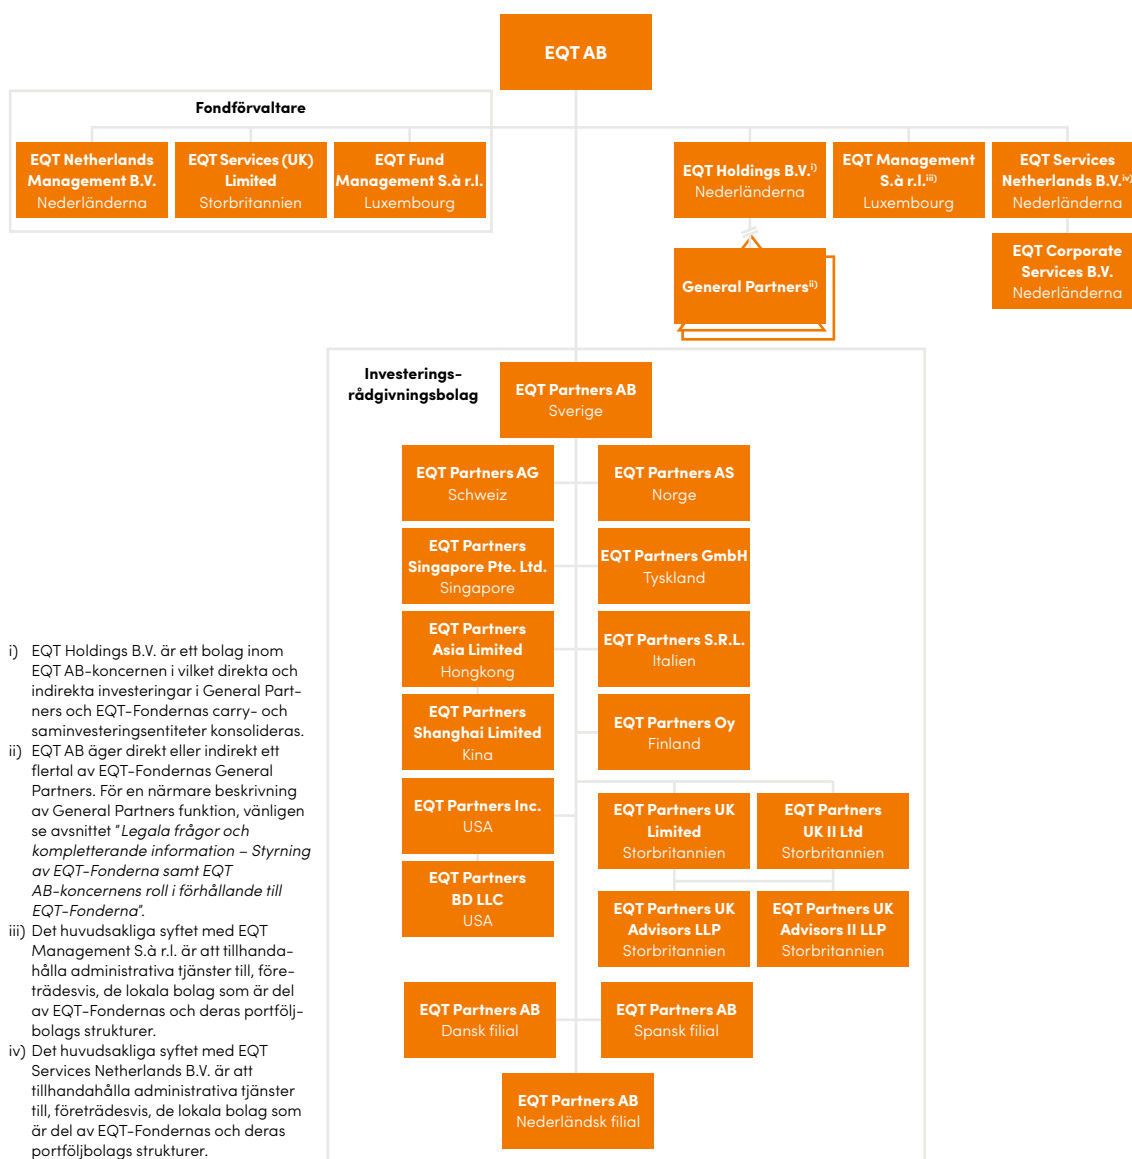 EQT AB
Fondförvaltare
EQT Netherlands
Management B.V.
Nederländerna
EQT Services (UK)
Limited
Storbritannien
EQT Fund
Management S.à r.l.
Luxembourg
EQT Holdings B.V.i)
Nederländerna
EQT Management
S.à r.l.iii)
Luxembourg
EQT Services
Netherlands B.V.iv)
Nederländerna
General Partnersii)
EQT Corporate
Services B.V.
Nederländerna
Investerings-
rådgivningsbolag
EQT Partners AB
Sverige
EQT Partners AG
Schweiz
EQT Partners AS
Norge
EQT Partners
Singapore Pte. Ltd.
Singapore
EQT Partners GmbH
Tyskland
EQT Partners
Asia Limited
Hongkong
EQT Partners S.R.L.
Italien
EQT Partners
Shanghai Limited
Kina
EQT Partners Oy
Finland
EQT Partners Inc.
USA
EQT Partners UK
Limited
Storbritannien
EQT Partners
UK II Ltd
Storbritannien
EQT Partners
BD LLC
USA
EQT Partners UK
Advisors LLP
Storbritannien
EQT Partners UK
Advisors II LLP
Storbritannien
EQT Partners AB
Dansk filial
EQT Partners AB
Spansk filial
EQT Partners AB
Nederländsk filial
i) EQT Holdings B.V. är ett bolag inom
EQT AB-koncernen i vilket direkta och
indirekta investeringar i General Part-
ners och EQT-Fondernas carry- och
saminvesteringsentiteter konsolideras.
ii) EQT AB äger direkt eller indirekt ett
flertal av EQT-Fondernas General
Partners. För en närmare beskrivning
av General Partners funktion, vänligen
se avsnittet "Legala frågor och
kompletterande information – Styrning
av EQT-Fonderna samt EQT
AB-koncernens roll i förhållande till
EQT-Fonderna".
iii) Det huvudsakliga syftet med EQT
Management S.à r.l. är att tillhanda-
hålla administrativa tjänster till, före-
trädesvis, de lokala bolag som är del
av EQT-Fondernas och deras portfölj-
bolags strukturer.
iv) Det huvudsakliga syftet med EQT
Services Netherlands B.V. är att
tillhandahålla administrativa tjänster
till, företrädesvis, de lokala bolag som
är del av EQT-Fondernas och deras
portföljbolags strukturer.